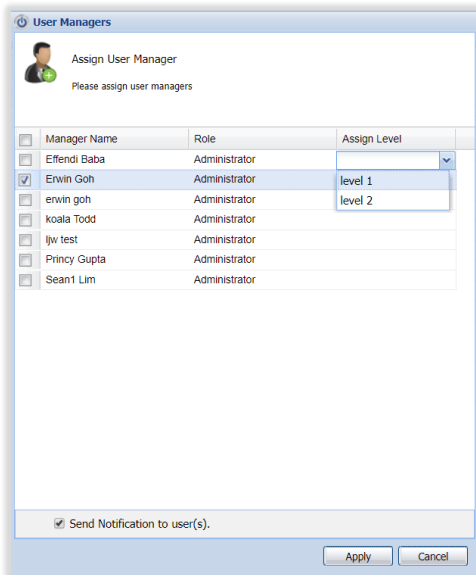 User Managers
Assign User Manager
Please assign user managers
Manager Name Role Assign Level
Effendi Baba Administrator
Erwin Goh Administrator level 1
erwin goh Administrator level 2
koala Todd Administrator
ljw test Administrator
Princy Gupta Administrator
Sean1 Lim Administrator
Send Notification to user(s).
Apply Cancel